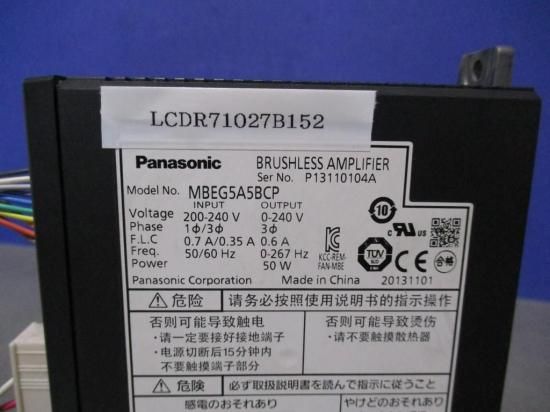 LCDR71027B152
Panasonic BRUSHLESS AMPLIFIER
Ser No. P13110104A
Model No. MBEG5A5BCP
INPUT OUTPUT
Voltage 200-240 V 0-240 V
Phase 1ϕ/3ϕ 3ϕ
F.L.C 0.7 A/0.35 A 0.6 A
Freq. 50/60 Hz 0-267 Hz
Power 50 W
10
c UL US
KCC-REM-
FAN-MBE
TÜV
Panasonic Corporation Made in China 20131101
危险 请务必按照使用说明书的指示操作
否则可能导致触电
・请一定要接好接地端子
・电源切断后15分钟内
不要触摸端子部分
否则可能导致烫伤
・请不要触摸散热器
危険 必ず取扱説明書を読んで指示に従うこと
感電のおそれあり やけどのおそれあり